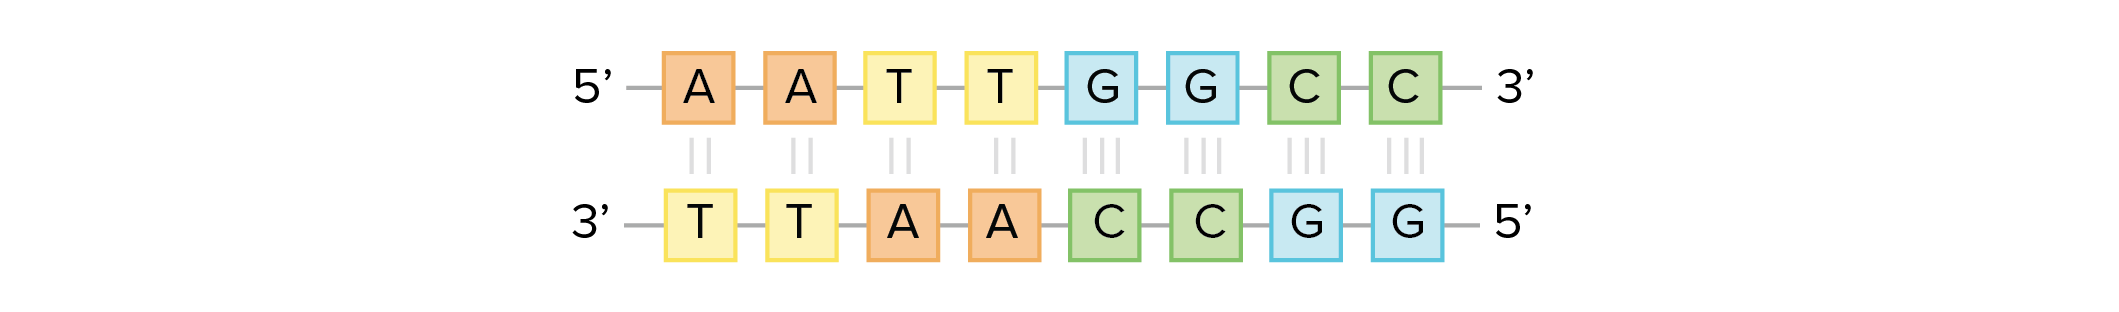 5’ A A T T G G C C 3’
3’ T T A A C C G G 5’